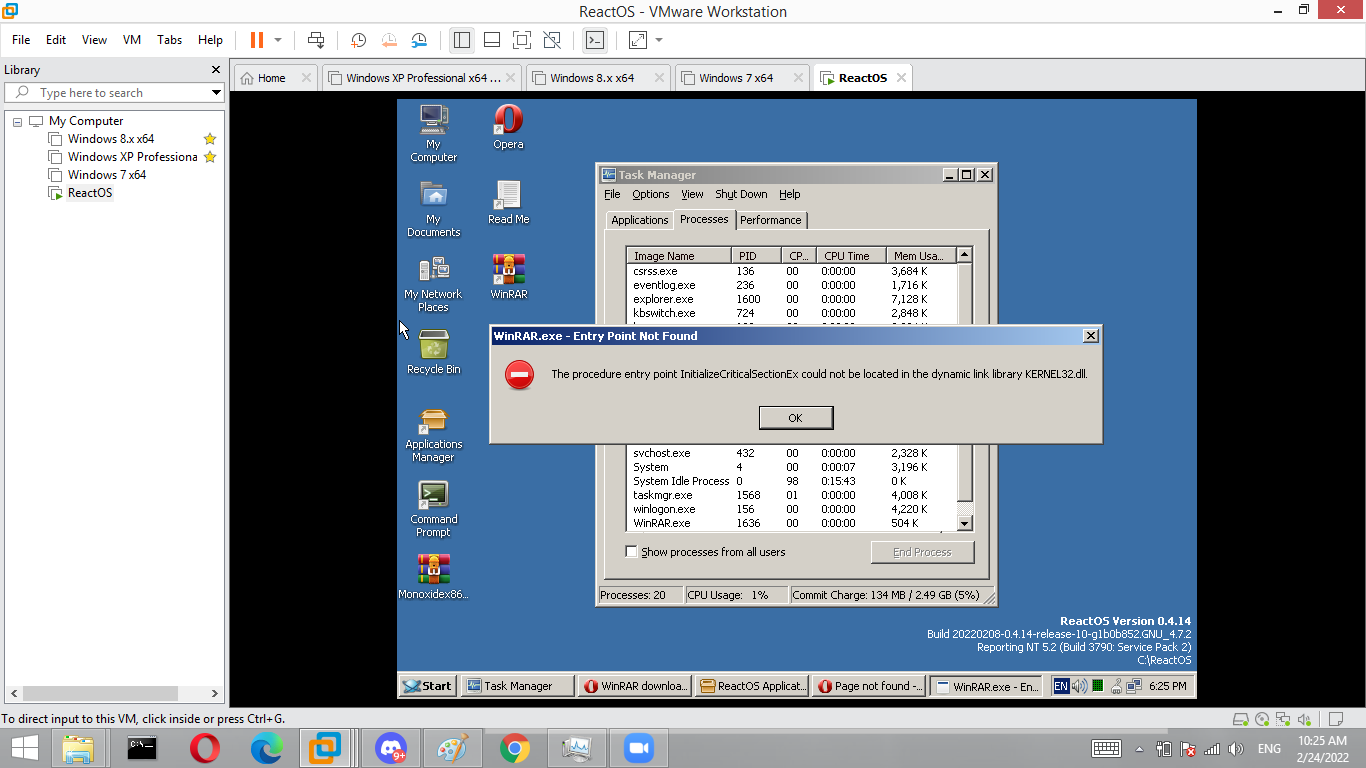 ReactOS - VMware Workstation
File Edit View VM Tabs Help
Library
Type here to search
My Computer
Windows 8.x x64
Windows XP Professiona
Windows 7 x64
ReactOS
Home
Windows XP Professional x64 ...
Windows 8.x x64
Windows 7 x64
ReactOS
My
Computer
Opera
My
Documents
Read Me
My Network
Places
WinRAR
Recycle Bin
Applications
Manager
Command
Prompt
Monoxidex86...
Task Manager
File Options View Shut Down Help
Applications Processes Performance
Image Name PID CP... CPU Time Mem Usa...
csrss.exe 136 00 0:00:00 3,684 K
eventlog.exe 236 00 0:00:00 1,716 K
explorer.exe 1600 00 0:00:00 7,128 K
kbswitch.exe 724 00 0:00:00 2,848 K
WinRAR.exe - Entry Point Not Found
The procedure entry point InitializeCriticalSectionEx could not be located in the dynamic link library KERNEL32.dll.
OK
svchost.exe 432 00 0:00:00 2,328 K
System 4 00 0:00:07 3,196 K
System Idle Process 0 98 0:15:43 0 K
taskmgr.exe 1568 01 0:00:00 4,008 K
winlogon.exe 156 00 0:00:00 4,220 K
WinRAR.exe 1636 00 0:00:00 504 K
Show processes from all users
End Process
Processes: 20 CPU Usage: 1% Commit Charge: 134 MB / 2.49 GB (5%)
ReactOS Version 0.4.14
Build 20220208-0.4.14-release-10-g1b0b852.GNU_4.7.2
Reporting NT 5.2 (Build 3790: Service Pack 2)
C:\ReactOS
Start
Task Manager
WinRAR downloa...
ReactOS Applicat...
Page not found -...
WinRAR.exe - En...
EN
6:25 PM
To direct input to this VM, click inside or press Ctrl+G.
C:\_
9+
ENG
10:25 AM
2/24/2022